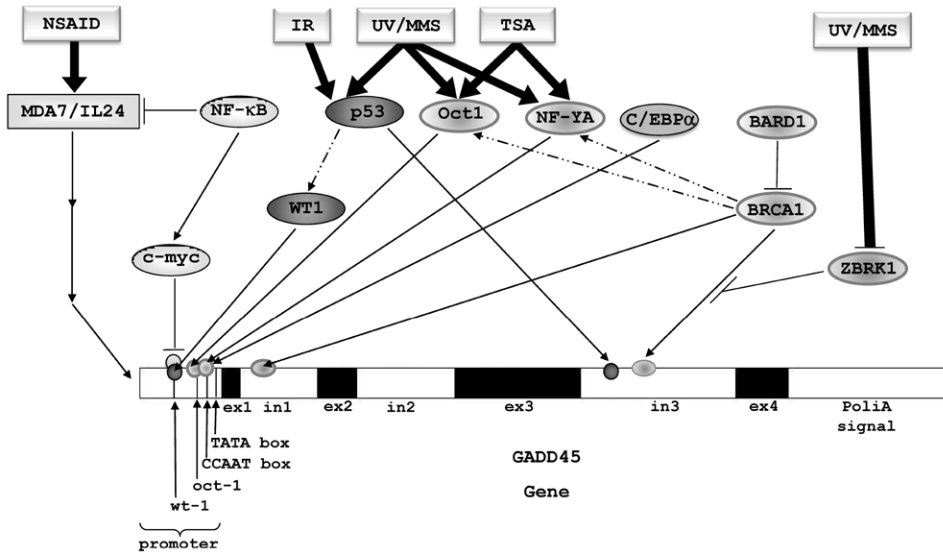 NSAID
IR
UV/MMS
TSA
UV/MMS
MDA7/IL24
NF-κB
p53
Oct1
NF-YA
C/EBPα
BARD1
WT1
BRCA1
c-myc
ZBRK1
ex1
in1
ex2
in2
ex3
in3
ex4
PoliA
signal
TATA box
CCAAT box
oct-1
wt-1
promoter
GADD45
Gene